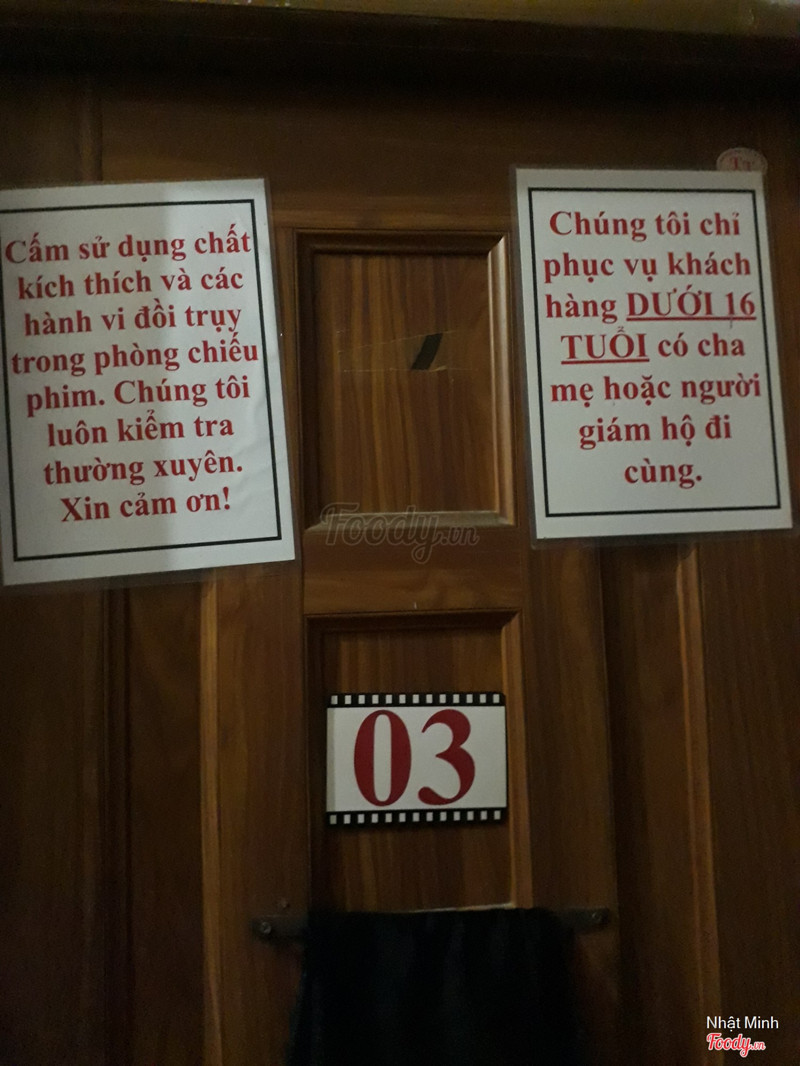 Cấm sử dụng chất
kích thích và các
hành vi đồi trụy
trong phòng chiếu
phim. Chúng tôi
luôn kiểm tra
thường xuyên.
Xin cảm ơn!
TT
Chúng tôi chỉ
phục vụ khách
hàng DƯỚI 16
TUỔI có cha
mẹ hoặc người
giám hộ đi
cùng.
Foody.vn
03
Nhật Minh
Foody.vn